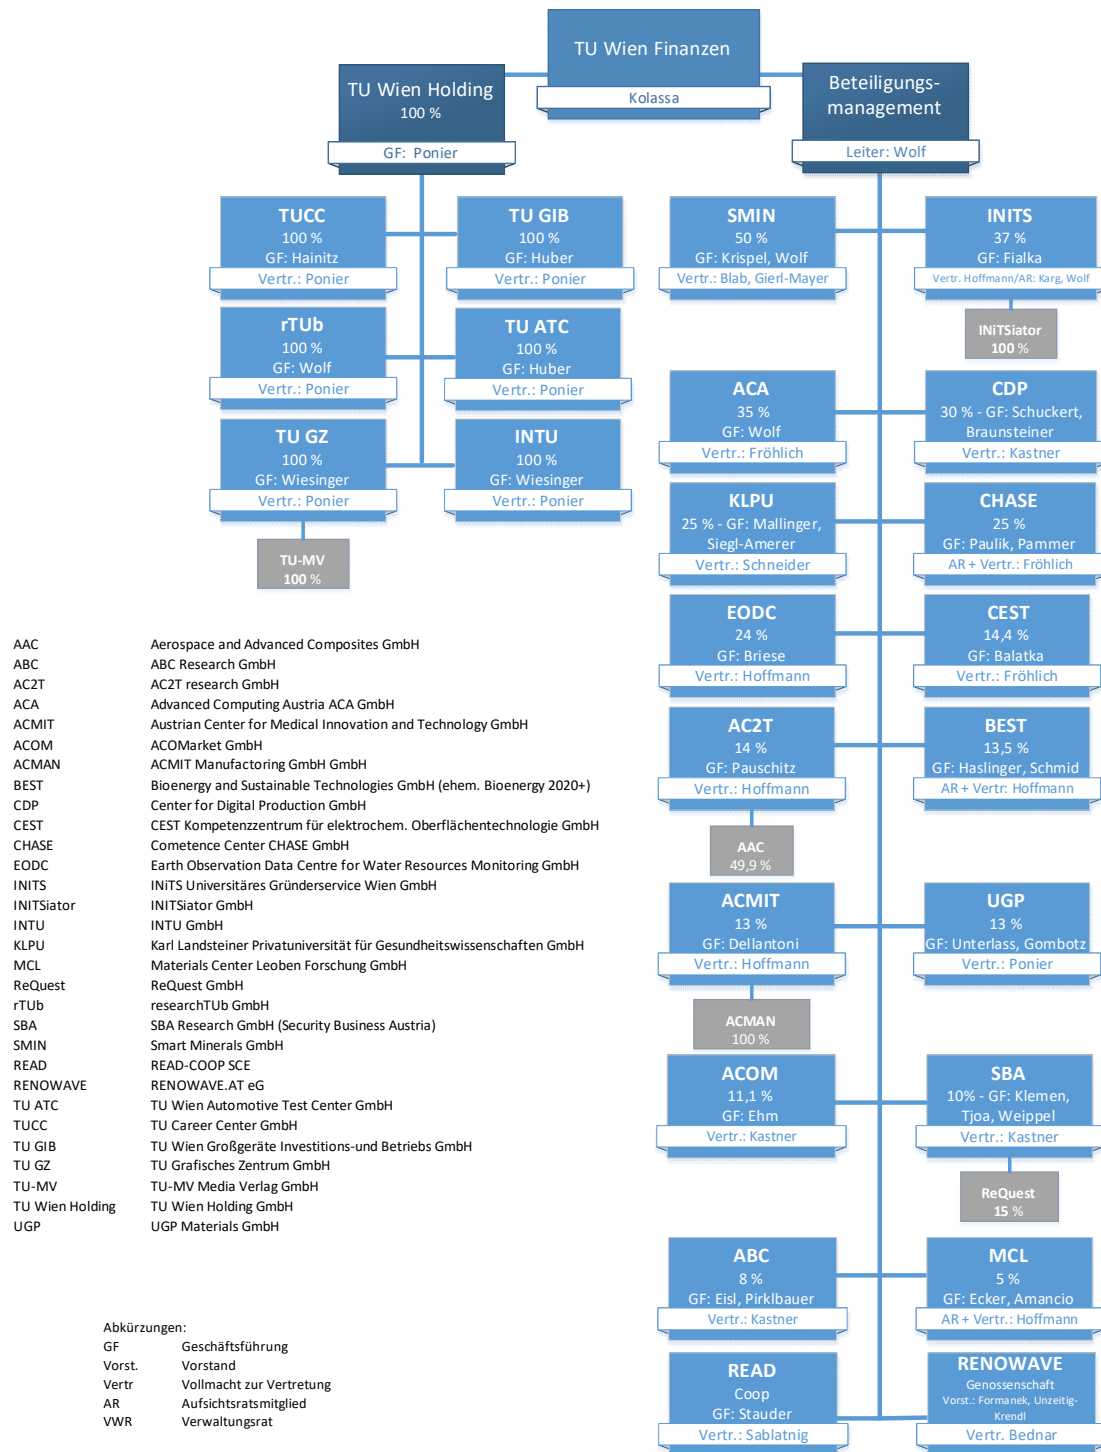 TU Wien Finanzen
Kolassa
TU Wien Holding
100 %
GF: Ponier
Beteiligungs-
management
Leiter: Wolf
TUCC
100 %
GF: Hainitz
Vertr.: Ponier
TU GIB
100 %
GF: Huber
Vertr.: Ponier
rTUb
100 %
GF: Wolf
Vertr.: Ponier
TU ATC
100 %
GF: Huber
Vertr.: Ponier
TU GZ
100 %
GF: Wiesinger
Vertr.: Ponier
INTU
100 %
GF: Wiesinger
Vertr.: Ponier
TU-MV
100 %
SMIN
50 %
GF: Krispel, Wolf
Vertr.: Blab, Gierl-Mayer
INITS
37 %
GF: Fialka
Vertr. Hoffmann/AR: Karg, Wolf
INiTSiator
100 %
ACA
35 %
GF: Wolf
Vertr.: Fröhlich
CDP
30 % - GF: Schuckert,
Braunsteiner
Vertr.: Kastner
KLPU
25 % - GF: Mallinger,
Siegl-Amerer
Vertr.: Schneider
CHASE
25 %
GF: Paulik, Pammer
AR + Vertr.: Fröhlich
EODC
24 %
GF: Briese
Vertr.: Hoffmann
CEST
14,4 %
GF: Balatka
Vertr.: Fröhlich
AC2T
14 %
GF: Pauschitz
Vertr.: Hoffmann
BEST
13,5 %
GF: Haslinger, Schmid
AR + Vertr: Hoffmann
AAC
49,9 %
ACMIT
13 %
GF: Dellantoni
Vertr.: Hoffmann
UGP
13 %
GF: Unterlass, Gombotz
Vertr.: Ponier
ACMAN
100 %
ACOM
11,1 %
GF: Ehm
Vertr.: Kastner
SBA
10% - GF: Klemen,
Tjoa, Weippel
Vertr.: Kastner
ReQuest
15 %
ABC
8 %
GF: Eisl, Pirklbauer
Vertr.: Kastner
MCL
5 %
GF: Ecker, Amancio
AR + Vertr.: Hoffmann
READ
Coop
GF: Stauder
Vertr.: Sablatnig
RENOWAVE
Genossenschaft
Vorst.: Formanek, Unzeitig-
Krendl
Vertr. Bednar
AAC Aerospace and Advanced Composites GmbH
ABC ABC Research GmbH
AC2T AC2T research GmbH
ACA Advanced Computing Austria ACA GmbH
ACMIT Austrian Center for Medical Innovation and Technology GmbH
ACOM ACOMarket GmbH
ACMAN ACMIT Manufactoring GmbH GmbH
BEST Bioenergy and Sustainable Technologies GmbH (ehem. Bioenergy 2020+)
CDP Center for Digital Production GmbH
CEST CEST Kompetenzzentrum für elektrochem. Oberflächentechnologie GmbH
CHASE Cometence Center CHASE GmbH
EODC Earth Observation Data Centre for Water Resources Monitoring GmbH
INITS INiTS Universitäres Gründerservice Wien GmbH
INITSiator INITSiator GmbH
INTU INTU GmbH
KLPU Karl Landsteiner Privatuniversität für Gesundheitswissenschaften GmbH
MCL Materials Center Leoben Forschung GmbH
ReQuest ReQuest GmbH
rTUb researchTUb GmbH
SBA SBA Research GmbH (Security Business Austria)
SMIN Smart Minerals GmbH
READ READ-COOP SCE
RENOWAVE RENOWAVE.AT eG
TU ATC TU Wien Automotive Test Center GmbH
TUCC TU Career Center GmbH
TU GIB TU Wien Großgeräte Investitions-und Betriebs GmbH
TU GZ TU Grafisches Zentrum GmbH
TU-MV TU-MV Media Verlag GmbH
TU Wien Holding TU Wien Holding GmbH
UGP UGP Materials GmbH
Abkürzungen:
GF Geschäftsführung
Vorst. Vorstand
Vertr Vollmacht zur Vertretung
AR Aufsichtsratsmitglied
VWR Verwaltungsrat